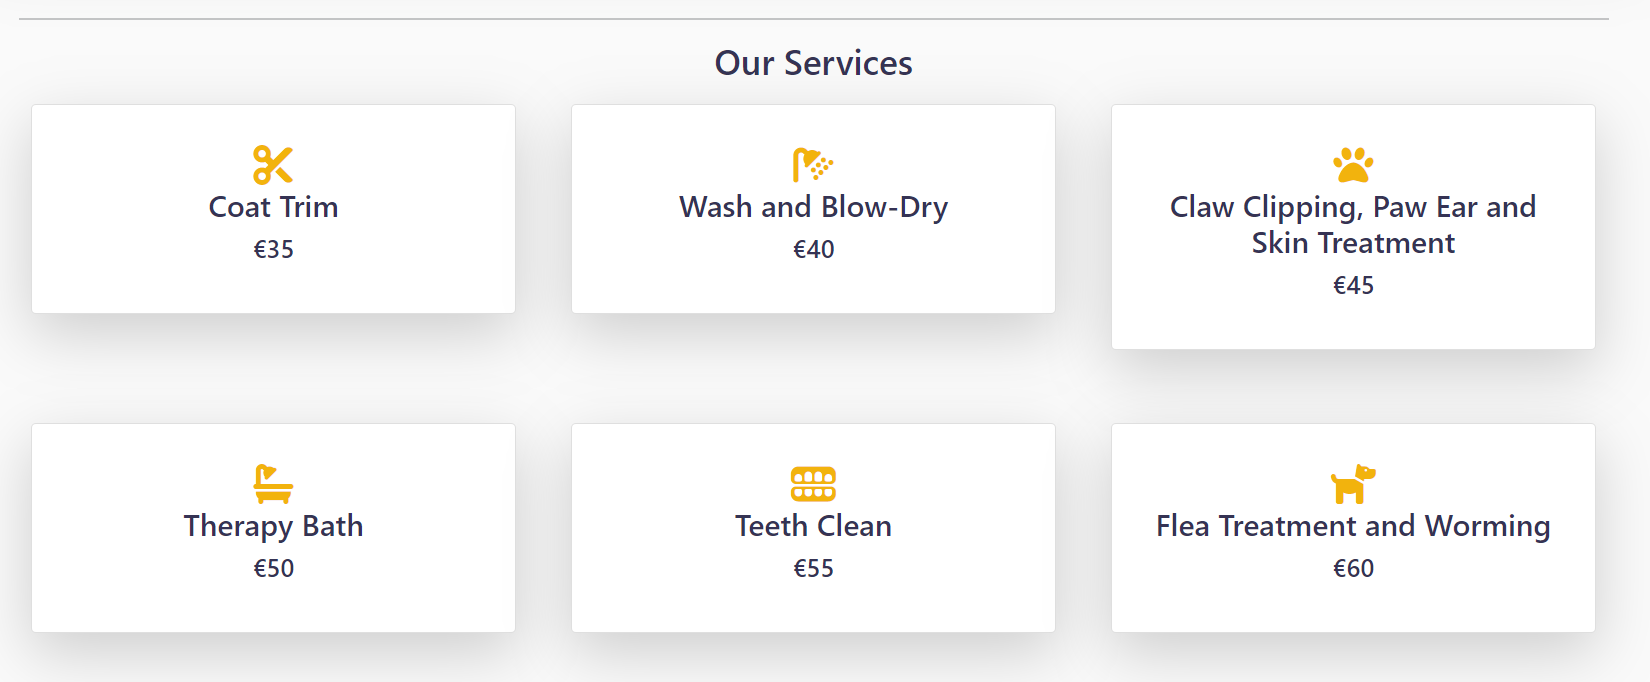 Our Services
Coat Trim
€35
Wash and Blow-Dry
€40
Claw Clipping, Paw Ear and
Skin Treatment
€45
Therapy Bath
€50
Teeth Clean
€55
Flea Treatment and Worming
€60